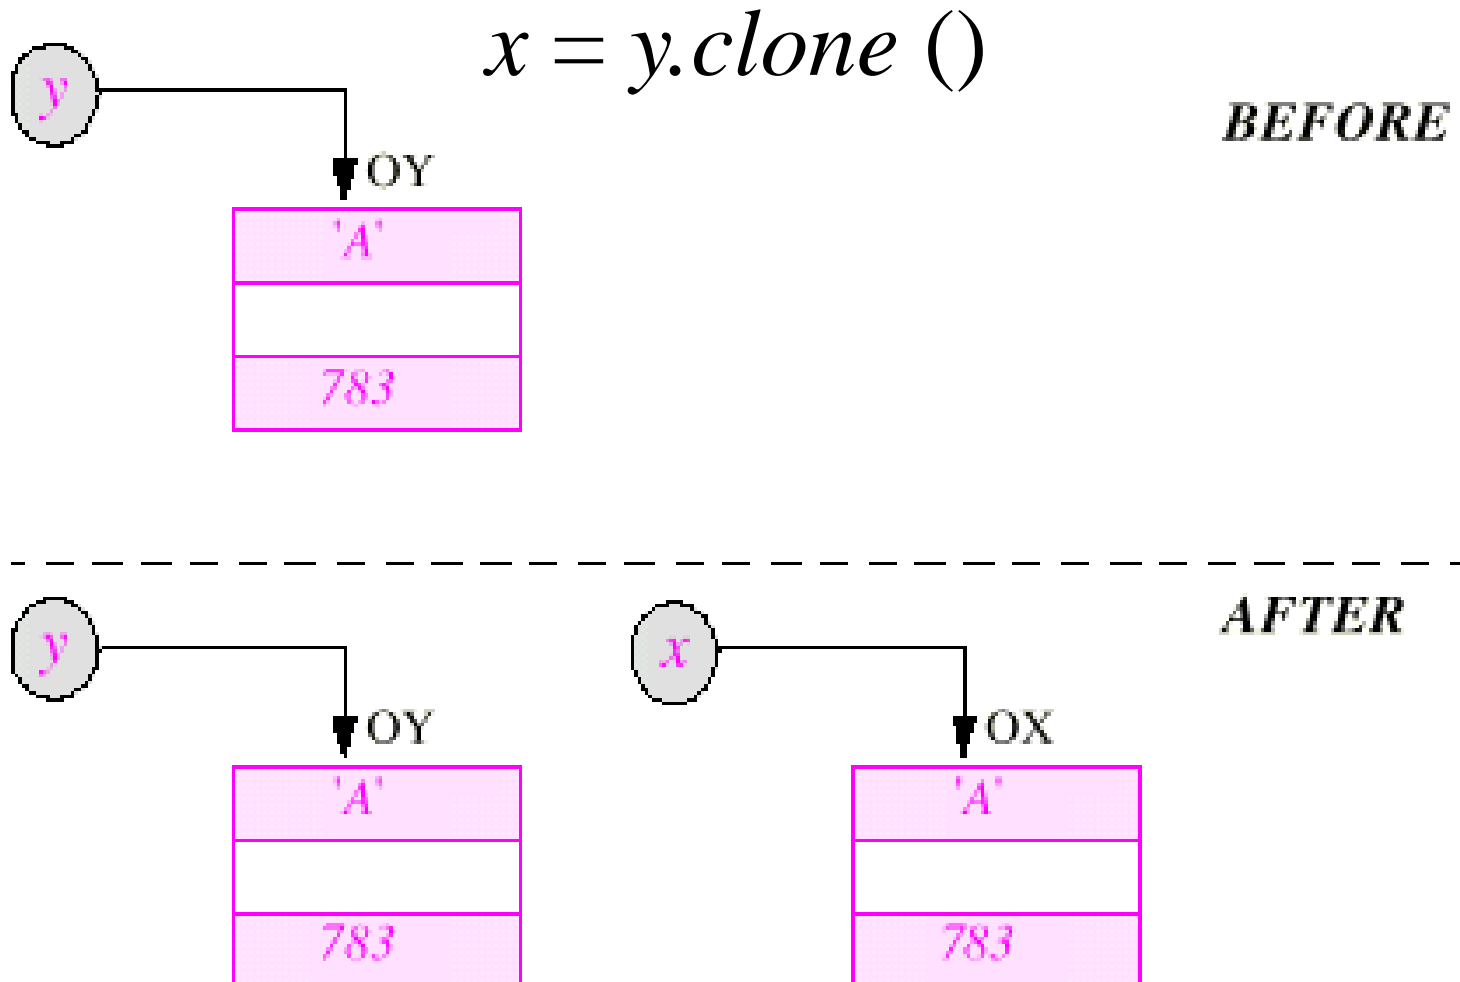 x = y.clone ()
BEFORE
y
OY
'A'
783
AFTER
y
x
OY
OX
'A'
'A'
783
783